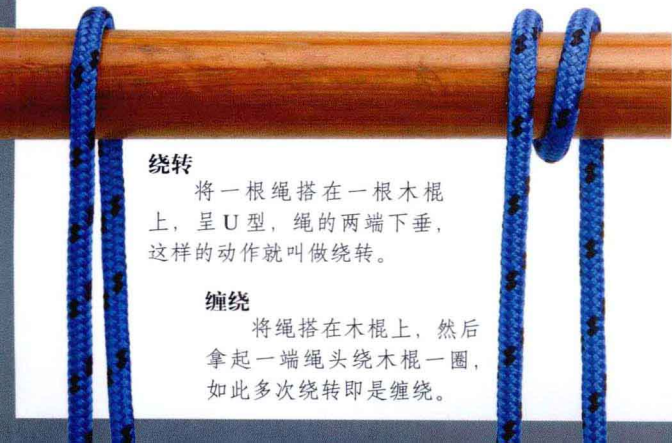 绕转
将一根绳搭在一根木棍
上，呈 U 型，绳的两端下垂，
这样的动作就叫做绕转。
缠绕
将绳搭在木棍上，然后
拿起一端绳头绕木棍一圈，
如此多次绕转即是缠绕。